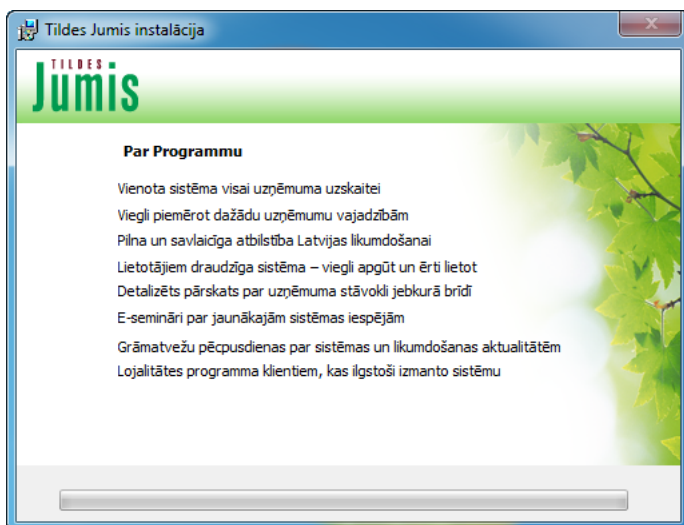 Tildes Jumis instalācija
TILDES
Jumis
Par Programmu
Vienota sistēma visai uzņēmuma uzskaitei
Viegli piemērot dažādu uzņēmumu vajadzībām
Pilna un savlaicīga atbilstība Latvijas likumdošanai
Lietotājiem draudzīga sistēma – viegli apgūt un ērti lietot
Detalizēts pārskats par uzņēmuma stāvokli jebkurā brīdī
E-semināri par jaunākajām sistēmas iespējām
Grāmatvežu pēcpusdienas par sistēmas un likumdošanas aktualitātēm
Lojalitātes programma klientiem, kas ilgstoši izmanto sistēmu